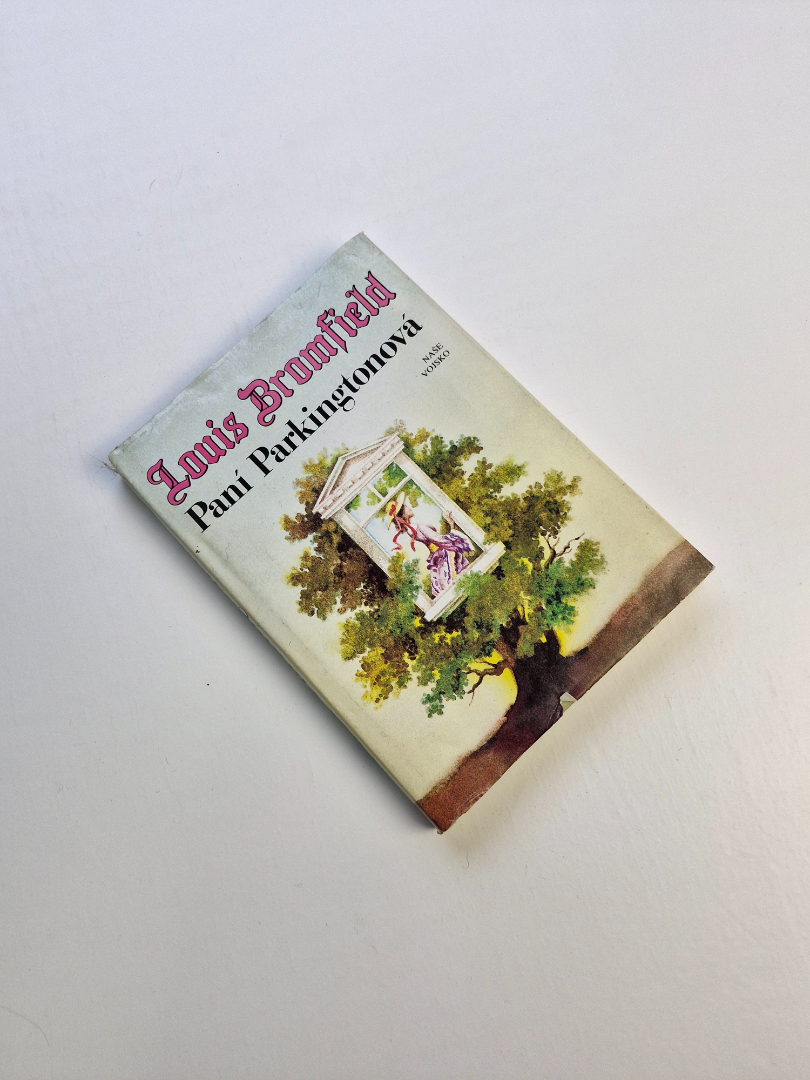 Louis Bromfield
Paní Parkingtonová
NAŠE
VOJSKO